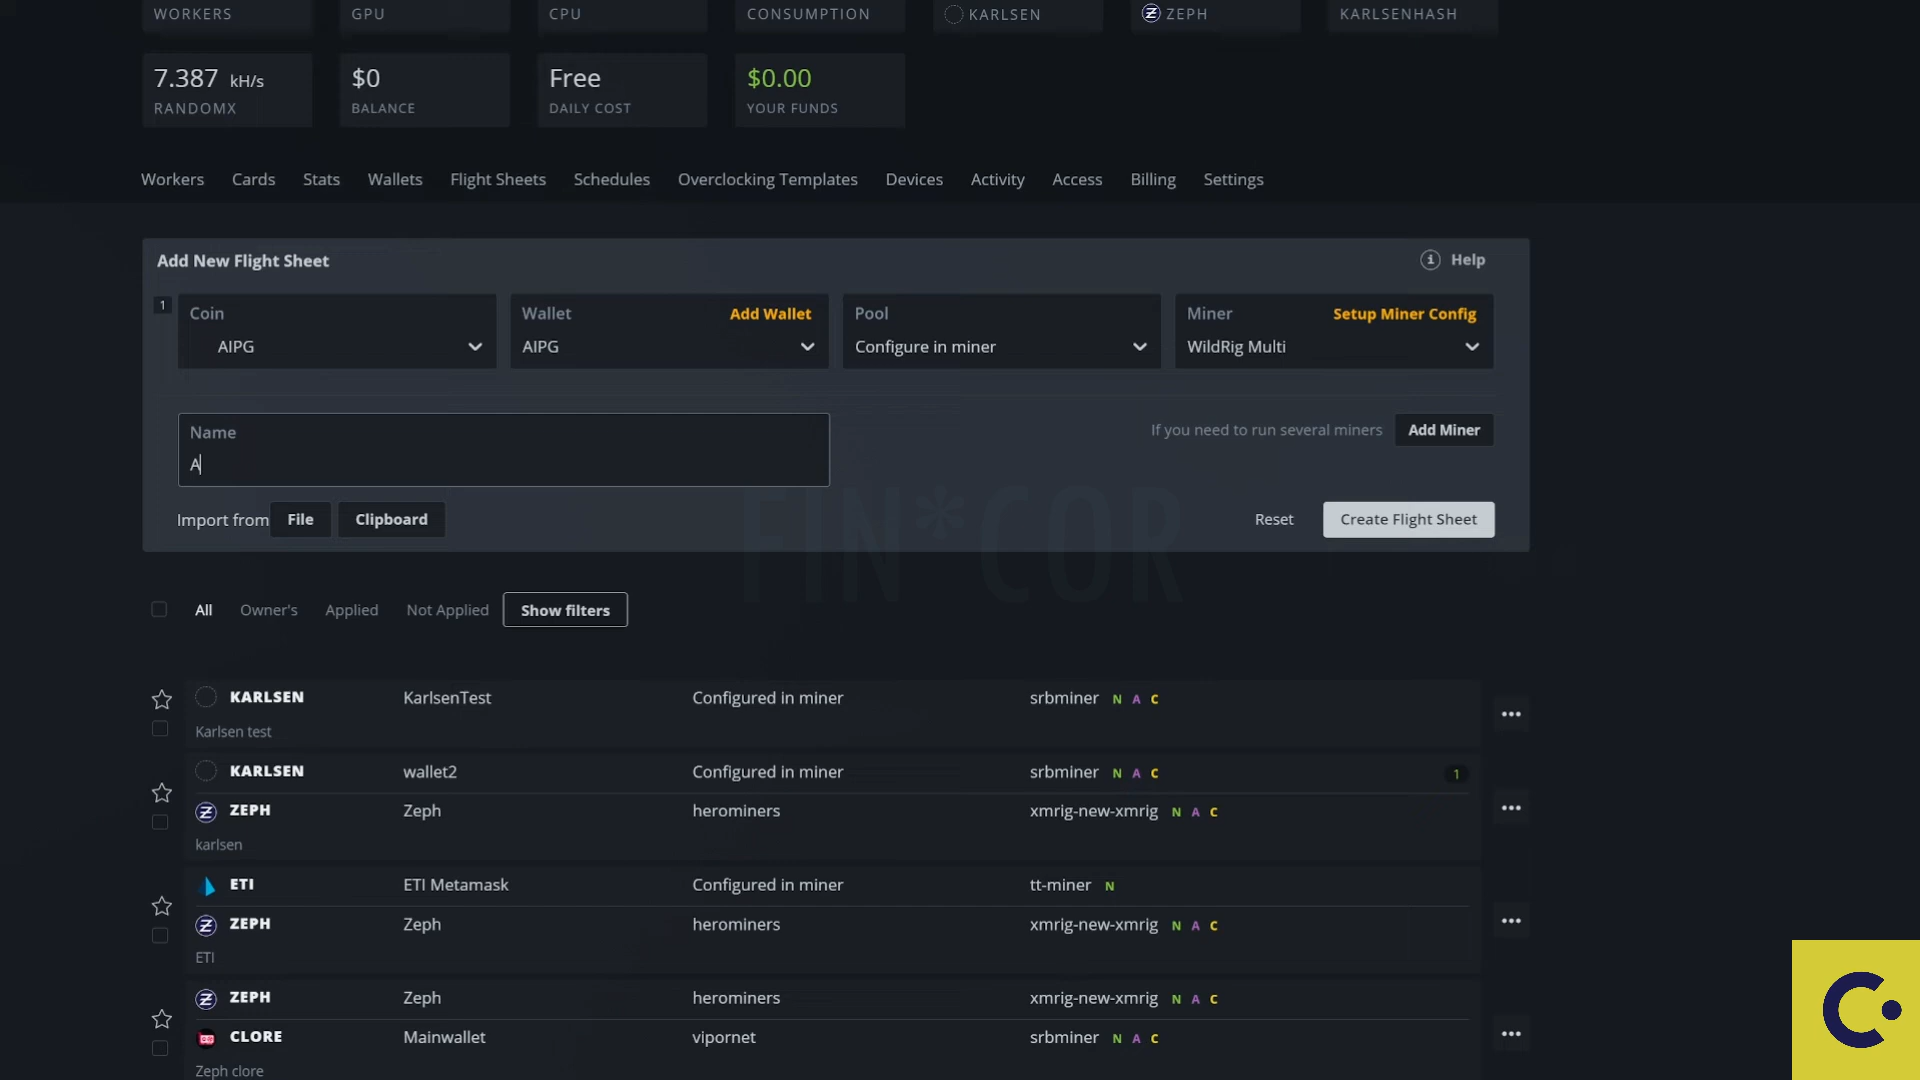 WORKERS GPU CPU CONSUMPTION KARLSEN ZEPH KARLSENHASH
7.387 kH/s $0 Free $0.00
RANDOMX BALANCE DAILY COST YOUR FUNDS
Workers Cards Stats Wallets Flight Sheets Schedules Overclocking Templates Devices Activity Access Billing Settings
Add New Flight Sheet Help
1 Coin Wallet Add Wallet Pool Miner Setup Miner Config
AIPG AIPG Configure in miner WildRig Multi
Name If you need to run several miners Add Miner
A
Import from File Clipboard Reset Create Flight Sheet
FIN*COR
All Owner's Applied Not Applied Show filters
KARLSEN KarlsenTest Configured in miner srbminer N A C
Karlsen test
KARLSEN wallet2 Configured in miner srbminer N A C 1
ZEPH Zeph herominers xmrig-new-xmrig N A C
karlsen
ETI ETI Metamask Configured in miner tt-miner N
ZEPH Zeph herominers xmrig-new-xmrig N A C
ETI
ZEPH Zeph herominers xmrig-new-xmrig N A C
CLORE Mainwallet vipornet srbminer N A C
Zeph clore